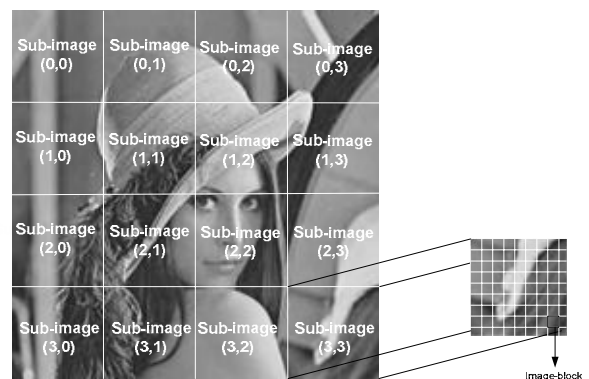 Sub-image Sub-image Sub-image Sub-image
(0,0) (0,1) (0,2) (0,3)
Sub-image Sub-image Sub-image Sub-image
(1,0) (1,1) (1,2) (1,3)
Sub-image Sub-image Sub-image Sub-image
(2,0) (2,1) (2,2) (2,3)
Sub-image Sub-image Sub-image Sub-image
(3,0) (3,1) (3,2) (3,3)
Image-block